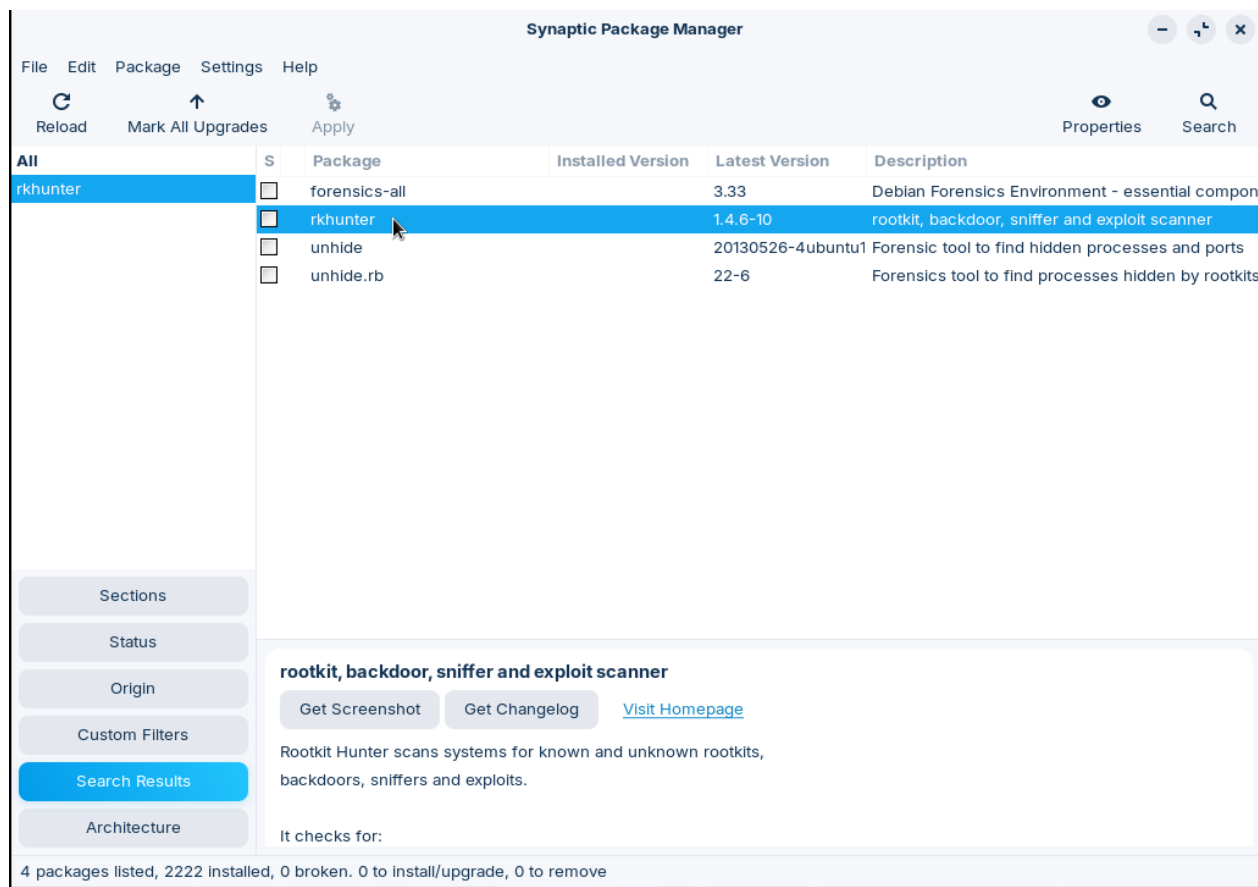 Synaptic Package Manager
File Edit Package Settings Help
Reload Mark All Upgrades Apply Properties Search
All
rkhunter
S Package Installed Version Latest Version Description
forensics-all 3.33 Debian Forensics Environment - essential compon
rkhunter 1.4.6-10 rootkit, backdoor, sniffer and exploit scanner
unhide 20130526-4ubuntu1 Forensic tool to find hidden processes and ports
unhide.rb 22-6 Forensics tool to find processes hidden by rootkits
Sections
Status
Origin
Custom Filters
Search Results
Architecture
rootkit, backdoor, sniffer and exploit scanner
Get Screenshot Get Changelog Visit Homepage
Rootkit Hunter scans systems for known and unknown rootkits,
backdoors, sniffers and exploits.
It checks for:
4 packages listed, 2222 installed, 0 broken. 0 to install/upgrade, 0 to remove